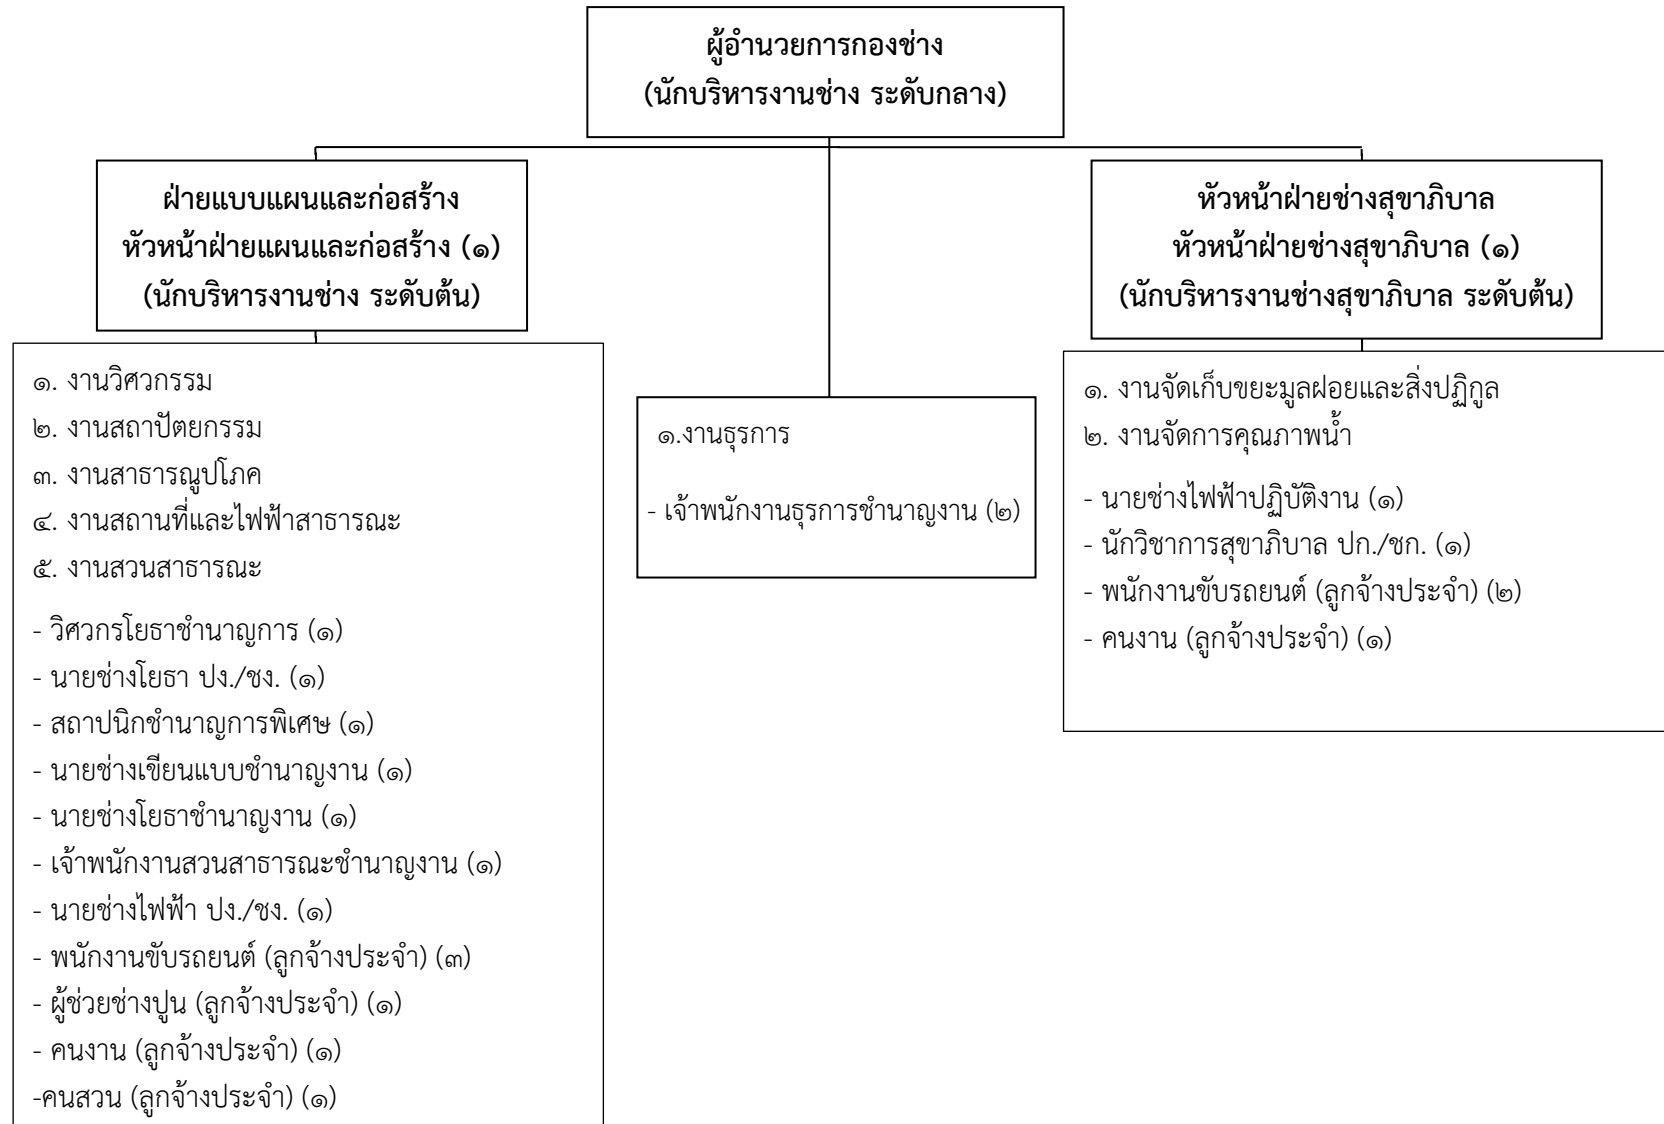 ผู้อำนวยการกองช่าง
(นักบริหารงานช่าง ระดับกลาง)
ฝ่ายแบบแผนและก่อสร้าง
หัวหน้าฝ่ายแผนและก่อสร้าง (๑)
(นักบริหารงานช่าง ระดับต้น)
๑. งานวิศวกรรม
๒. งานสถาปัตยกรรม
๓. งานสาธารณูปโภค
๔. งานสถานที่และไฟฟ้าสาธารณะ
๕. งานสวนสาธารณะ
- วิศวกรโยธาชำนาญการ (๑)
- นายช่างโยธา ปง./ชง. (๑)
- สถาปนิกชำนาญการพิเศษ (๑)
- นายช่างเขียนแบบชำนาญงาน (๑)
- นายช่างโยธาชำนาญงาน (๑)
- เจ้าพนักงานสวนสาธารณะชำนาญงาน (๑)
- นายช่างไฟฟ้า ปง./ชง. (๑)
- พนักงานขับรถยนต์ (ลูกจ้างประจำ) (๓)
- ผู้ช่วยช่างปูน (ลูกจ้างประจำ) (๑)
- คนงาน (ลูกจ้างประจำ) (๑)
-คนสวน (ลูกจ้างประจำ) (๑)
๑.งานธุรการ
- เจ้าพนักงานธุรการชำนาญงาน (๒)
หัวหน้าฝ่ายช่างสุขาภิบาล
หัวหน้าฝ่ายช่างสุขาภิบาล (๑)
(นักบริหารงานช่างสุขาภิบาล ระดับต้น)
๑. งานจัดเก็บขยะมูลฝอยและสิ่งปฏิกูล
๒. งานจัดการคุณภาพน้ำ
- นายช่างไฟฟ้าปฏิบัติงาน (๑)
- นักวิชาการสุขาภิบาล ปก./ชก. (๑)
- พนักงานขับรถยนต์ (ลูกจ้างประจำ) (๒)
- คนงาน (ลูกจ้างประจำ) (๑)